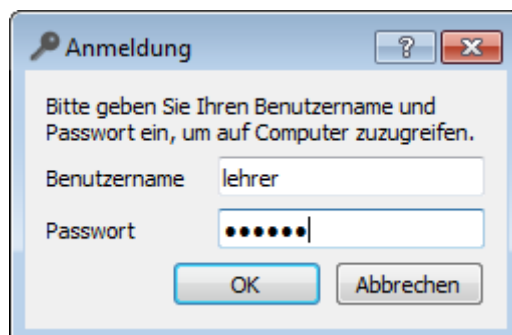 Anmeldung
Bitte geben Sie Ihren Benutzername und
Passwort ein, um auf Computer zuzugreifen.
Benutzername lehrer
Passwort ●●●●●●
OK Abbrechen